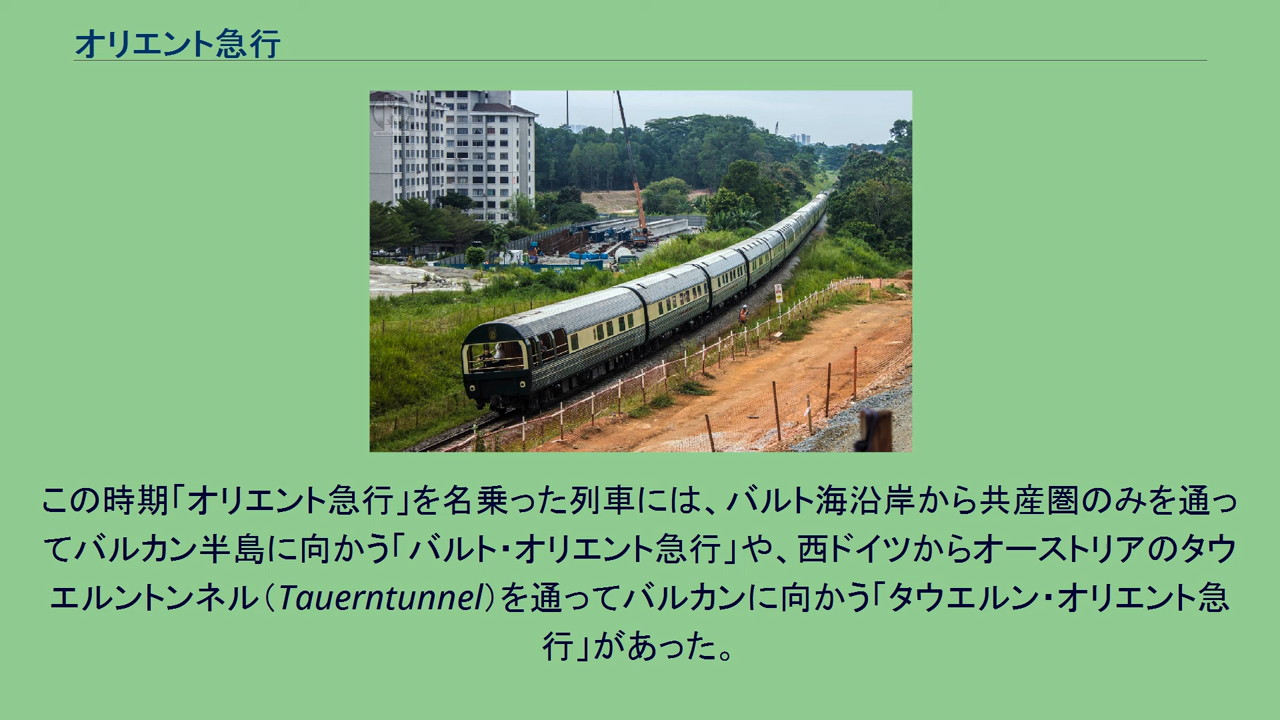 オリエント急行
この時期「オリエント急行」を名乗った列車には、バルト海沿岸から共産圏のみを通っ
てバルカン半島に向かう「バルト・オリエント急行」や、西ドイツからオーストリアのタウ
エルントンネル（Tauerntunnel）を通ってバルカンに向かう「タウエルン・オリエント急
行」があった。